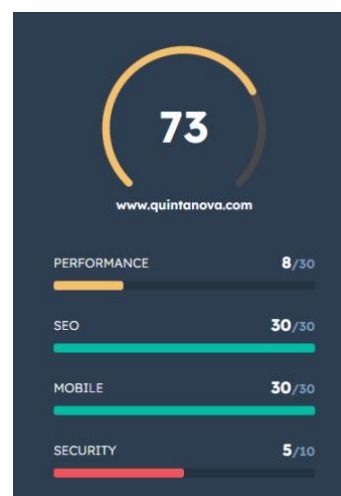 73
www.quintanova.com
PERFORMANCE 8/30
SEO 30/30
MOBILE 30/30
SECURITY 5/10